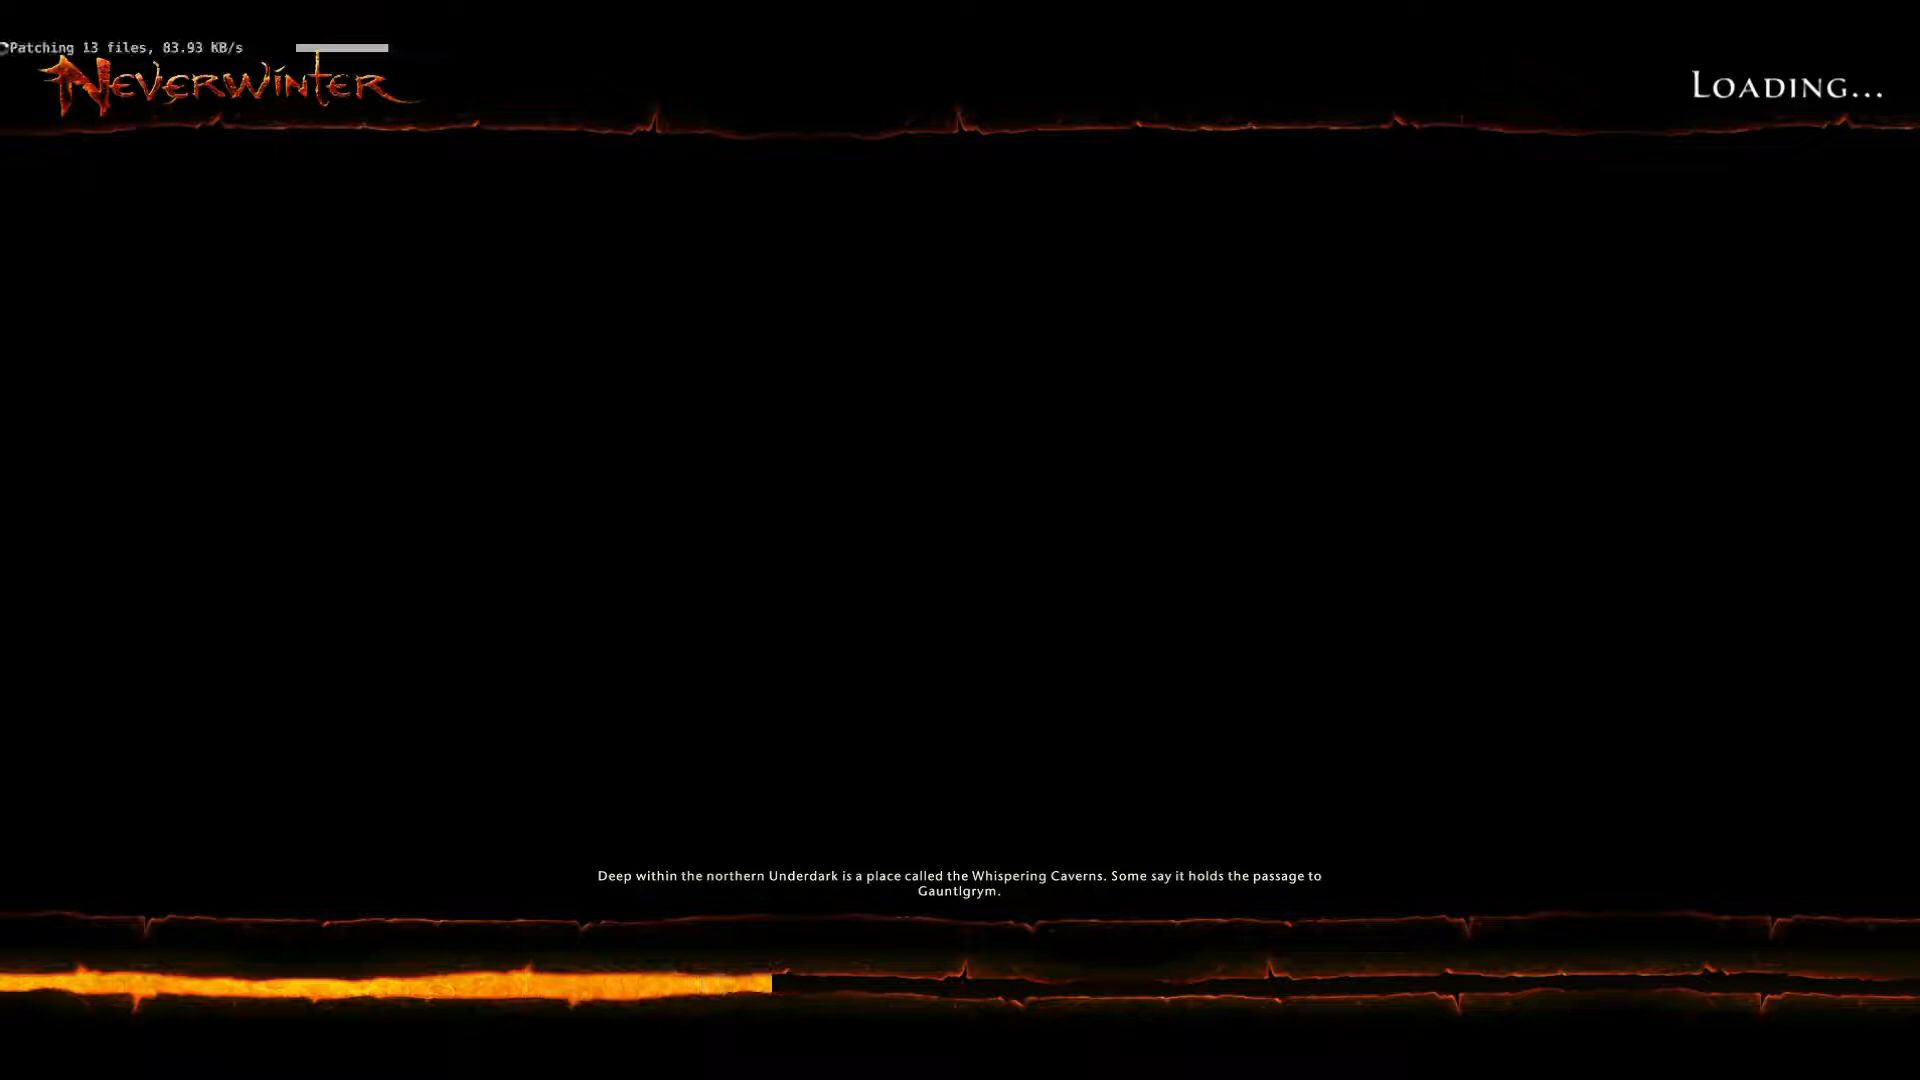 Patching 13 files, 83.93 KB/s
NEVERWINTER
LOADING...
Deep within the northern Underdark is a place called the Whispering Caverns. Some say it holds the passage to
Gauntlgrym.